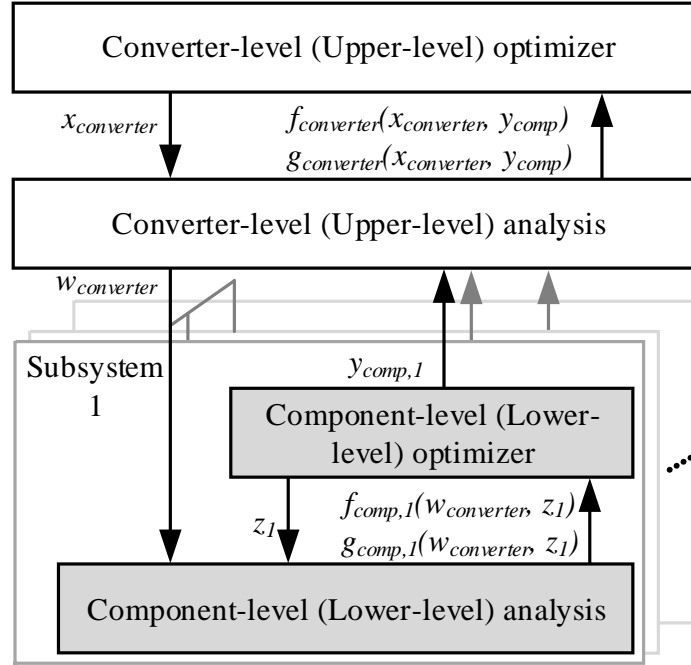 Converter-level (Upper-level) optimizer
x_converter
f_converter(x_converter, y_comp)
g_converter(x_converter, y_comp)
Converter-level (Upper-level) analysis
w_converter
Subsystem
1
y_comp,1
Component-level (Lower-
level) optimizer
z_1
f_comp,1(w_converter, z_1)
g_comp,1(w_converter, z_1)
Component-level (Lower-level) analysis